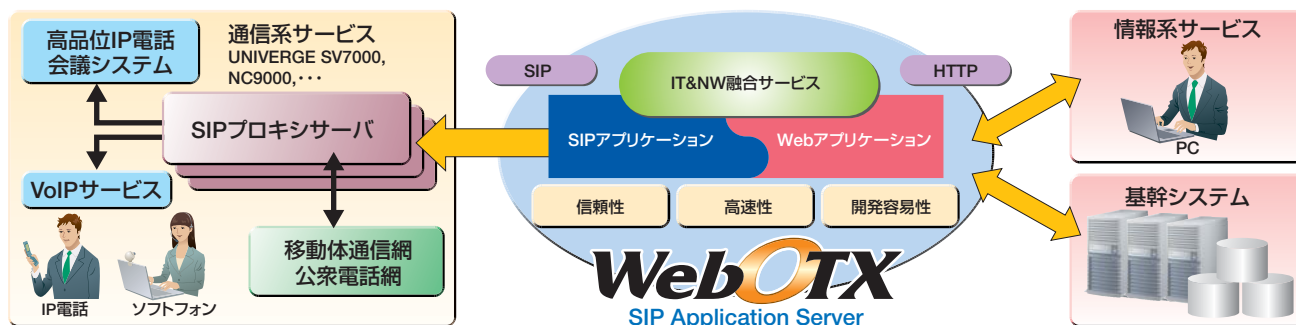 高品位IP電話
会議システム
通信系サービス
UNIVERGE SV7000,
NC9000,・・・
SIPプロキシサーバ
VoIPサービス
移動体通信網
公衆電話網
IP電話
ソフトフォン
SIP
IT&NW融合サービス
HTTP
SIPアプリケーション
Webアプリケーション
信頼性
高速性
開発容易性
WebOTX
SIP Application Server
情報系サービス
PC
基幹システム